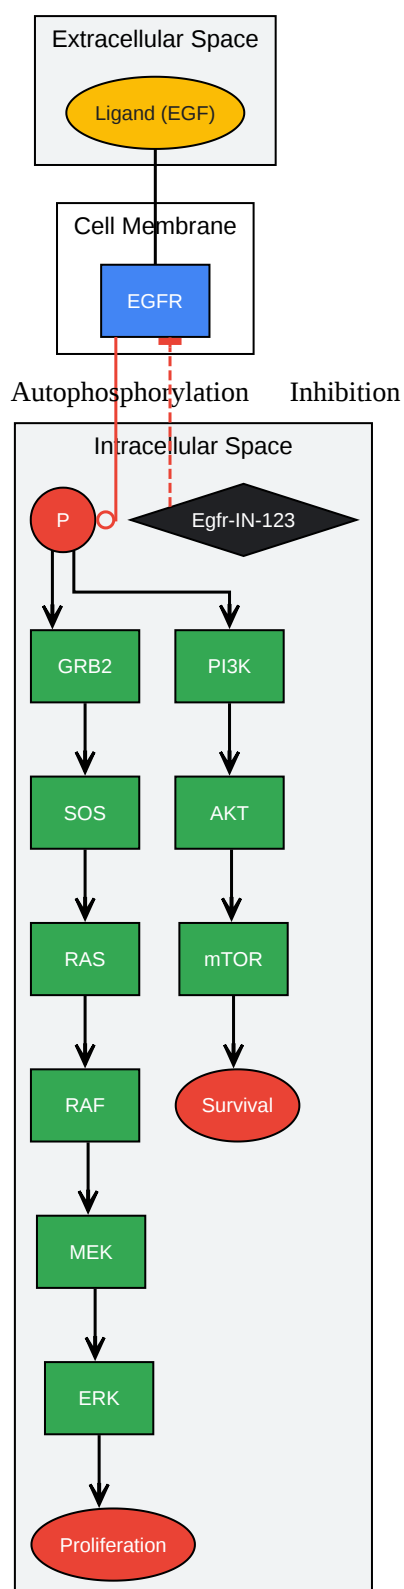 Extracellular Space
Ligand (EGF)
Cell Membrane
EGFR
Autophosphorylation
Inhibition
Intracellular Space
P
Egfr-IN-123
GRB2
PI3K
SOS
AKT
RAS
mTOR
RAF
Survival
MEK
ERK
Proliferation